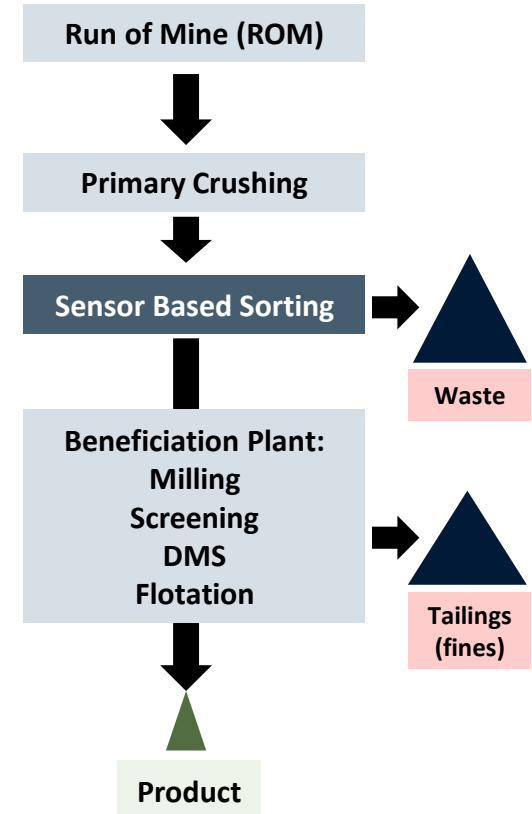 Run of Mine (ROM)
Primary Crushing
Sensor Based Sorting
Waste
Beneficiation Plant:
Milling
Screening
DMS
Flotation
Tailings
(fines)
Product